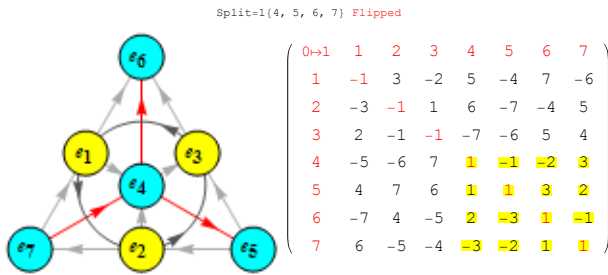 Split=1{4, 5, 6, 7} Flipped
e6
e1
e3
e4
e7
e2
e5
0↦1 1 2 3 4 5 6 7
1 -1 3 -2 5 -4 7 -6
2 -3 -1 1 6 -7 -4 5
3 2 -1 -1 -7 -6 5 4
4 -5 -6 7 1 -1 -2 3
5 4 7 6 1 1 3 2
6 -7 4 -5 2 -3 1 -1
7 6 -5 -4 -3 -2 1 1